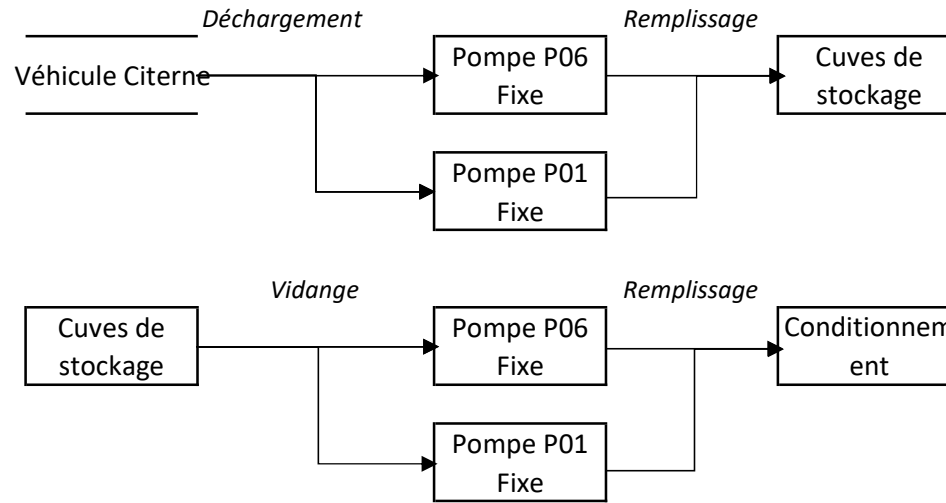 Déchargement
Remplissage
Véhicule Citerne
Pompe P06
Fixe
Cuves de
stockage
Pompe P01
Fixe
Vidange
Remplissage
Cuves de
stockage
Pompe P06
Fixe
Conditionnem
ent
Pompe P01
Fixe